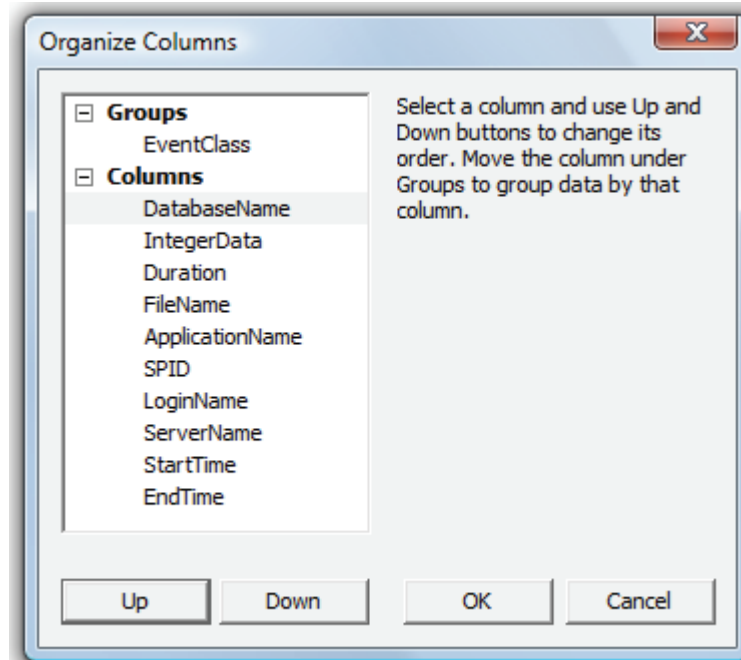 Organize Columns
Groups
EventClass
Columns
DatabaseName
IntegerData
Duration
FileName
ApplicationName
SPID
LoginName
ServerName
StartTime
EndTime
Select a column and use Up and
Down buttons to change its
order. Move the column under
Groups to group data by that
column.
Up
Down
OK
Cancel